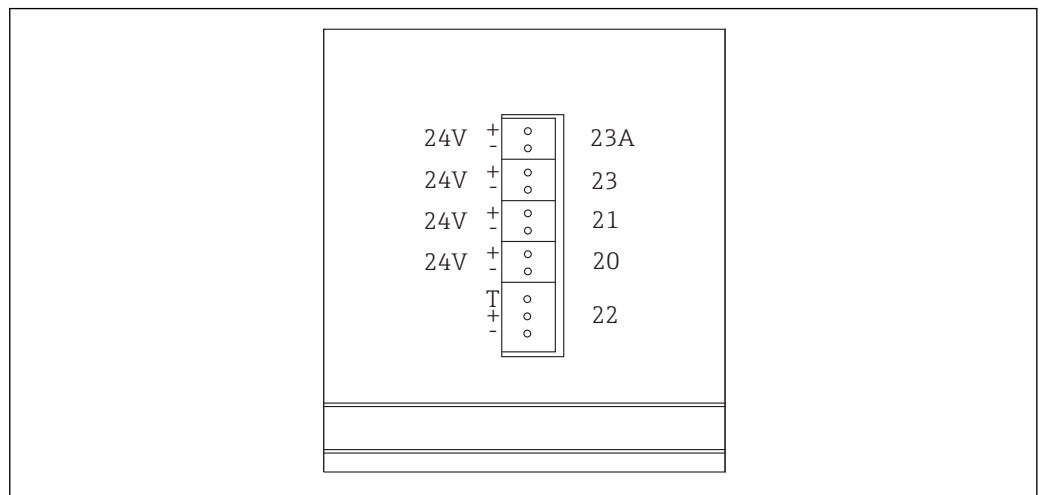 24V + - 23A
24V + - 23
24V + - 21
24V + - 20
T
+ 22
-